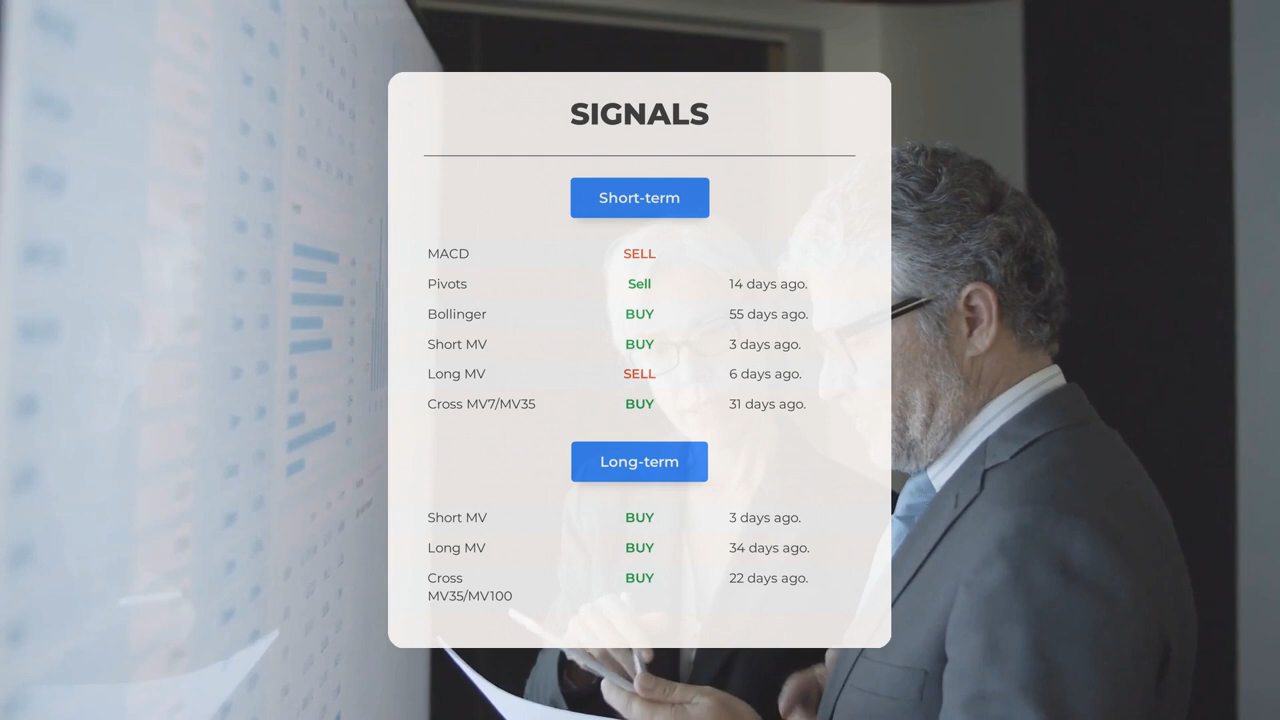 SIGNALS
Short-term
MACD SELL
Pivots Sell 14 days ago.
Bollinger BUY 55 days ago.
Short MV BUY 3 days ago.
Long MV SELL 6 days ago.
Cross MV7/MV35 BUY 31 days ago.
Long-term
Short MV BUY 3 days ago.
Long MV BUY 34 days ago.
Cross BUY 22 days ago.
MV35/MV100